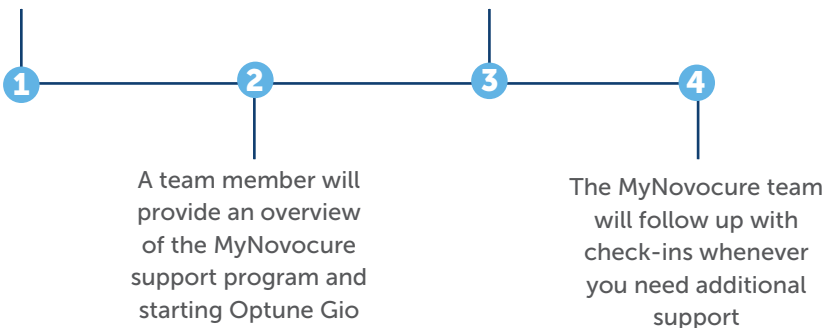 1
2
3
4
A team member will
provide an overview
of the MyNovocure
support program and
starting Optune Gio
The MyNovocure team
will follow up with
check-ins whenever
you need additional
support